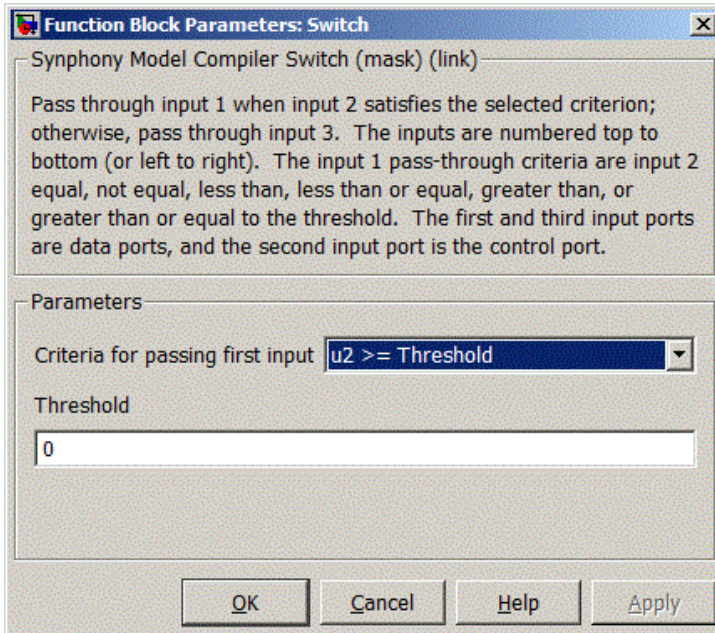 Function Block Parameters: Switch
Synphony Model Compiler Switch (mask) (link)
Pass through input 1 when input 2 satisfies the selected criterion;
otherwise, pass through input 3. The inputs are numbered top to
bottom (or left to right). The input 1 pass-through criteria are input 2
equal, not equal, less than, less than or equal, greater than, or
greater than or equal to the threshold. The first and third input ports
are data ports, and the second input port is the control port.
Parameters
Criteria for passing first input u2 >= Threshold
Threshold
0
OK Cancel Help Apply